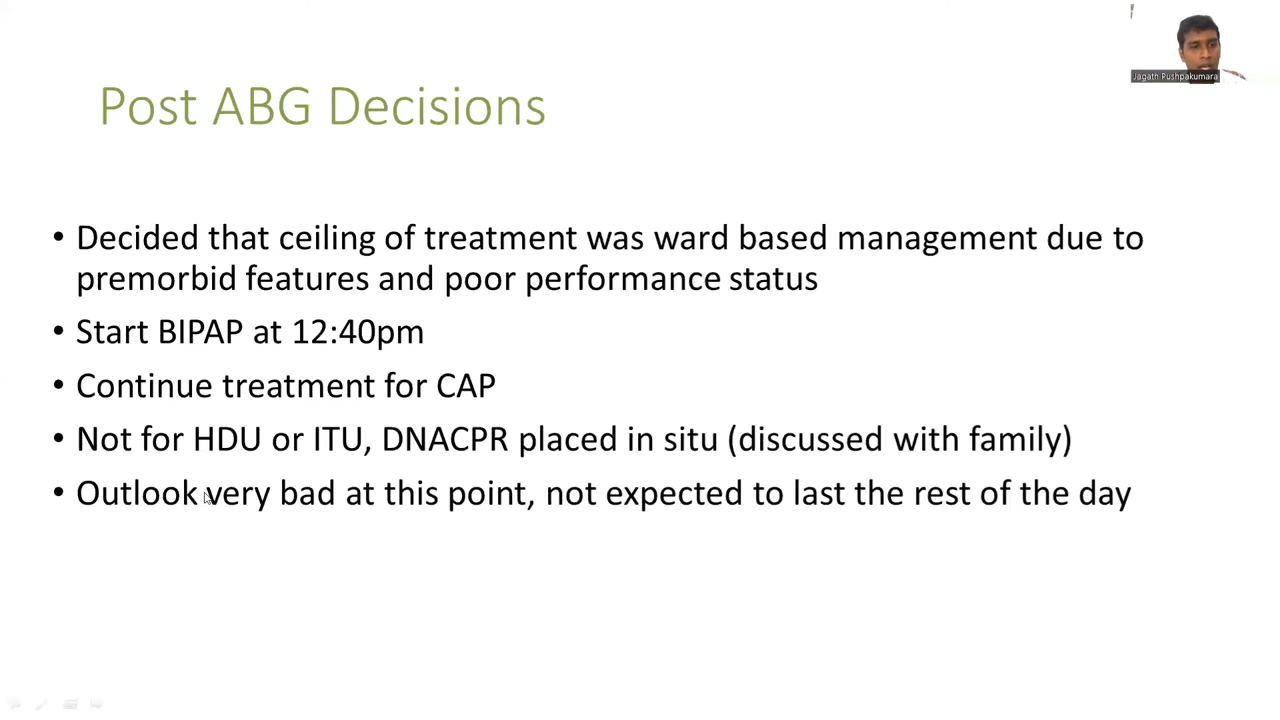 Jagath Pushpakumara
Post ABG Decisions
• Decided that ceiling of treatment was ward based management due to
premorbid features and poor performance status
• Start BIPAP at 12:40pm
• Continue treatment for CAP
• Not for HDU or ITU, DNACPR placed in situ (discussed with family)
• Outlook very bad at this point, not expected to last the rest of the day